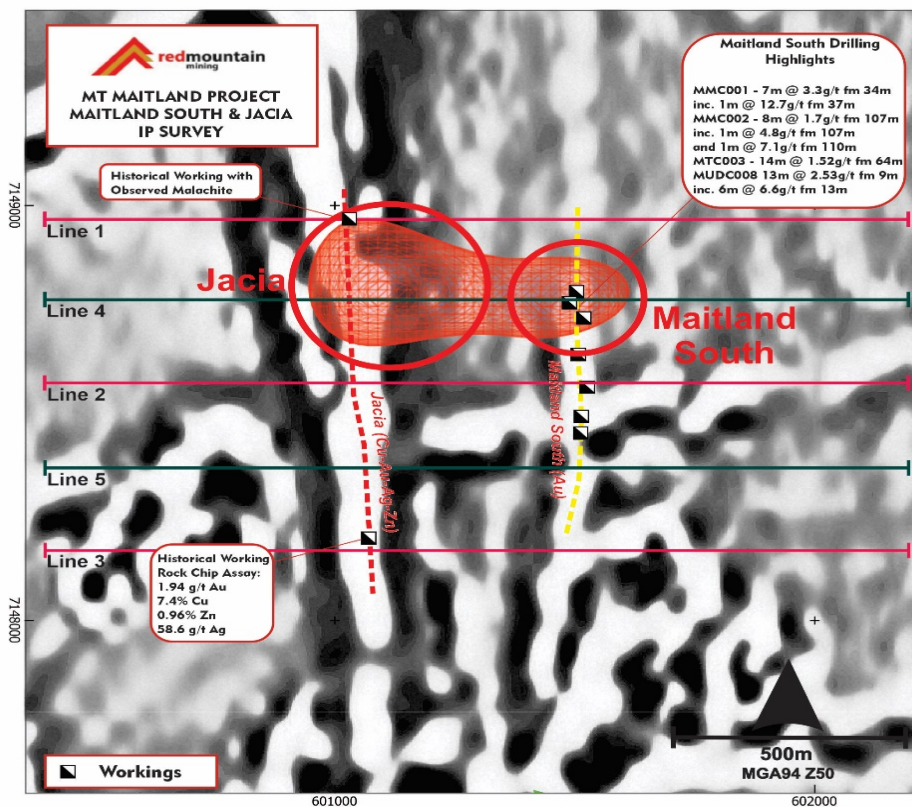 redmountain
mining
MT MAITLAND PROJECT
MAITLAND SOUTH & JACIA
IP SURVEY
Maitland South Drilling
Highlights
MMC001 - 7m @ 3.3g/t fm 34m
inc. 1m @ 12.7g/t fm 37m
MMC002 - 8m @ 1.7g/t fm 107m
inc. 1m @ 4.8g/t fm 107m
and 1m @ 7.1g/t fm 110m
MTC003 - 14m @ 1.52g/t fm 64m
MUDC008 13m @ 2.53g/t fm 9m
inc. 6m @ 6.6g/t fm 13m
Historical Working with
Observed Malachite
7149000
Line 1
Jacia
Line 4
Maitland
South
Line 2
Jacia (Cu-Au-Ag-Zn)
Maitland South (Au)
Line 5
Line 3
Historical Working
Rock Chip Assay:
1.94 g/t Au
7.4% Cu
0.96% Zn
58.6 g/t Ag
7148000
500m
MGA94 Z50
Workings
601000
602000